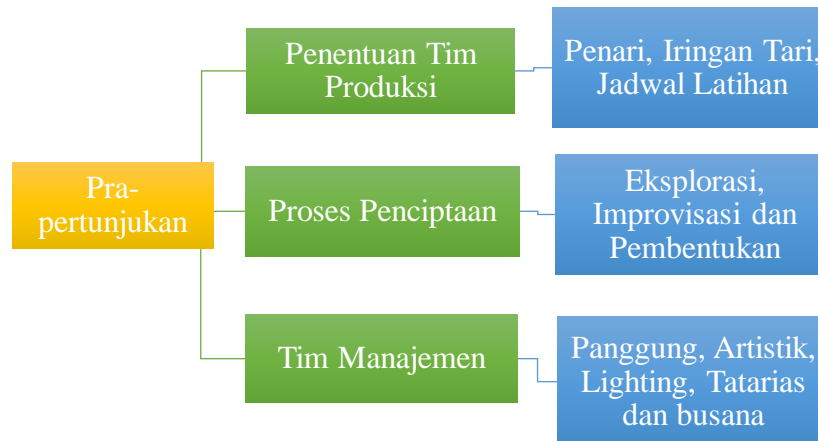 Pra-
pertunjukan
Penentuan Tim
Produksi
Penari, Iringan Tari,
Jadwal Latihan
Proses Penciptaan
Eksplorasi,
Improvisasi dan
Pembentukan
Tim Manajemen
Panggung, Artistik,
Lighting, Tatarias
dan busana